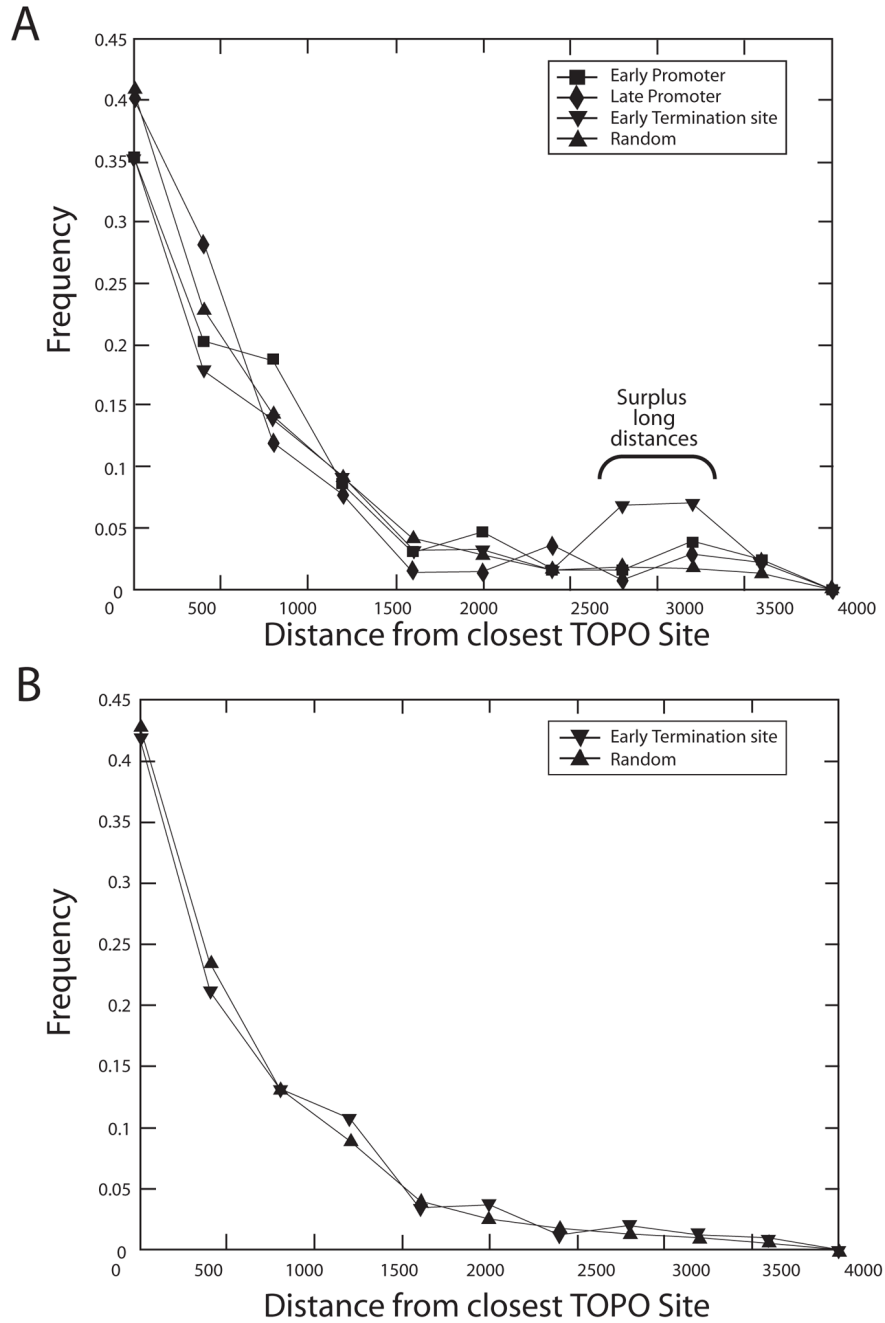 A
0.45
0.4
0.35
0.3
0.25
0.2
0.15
0.1
0.05
0
Frequency
Early Promoter
Late Promoter
Early Termination site
Random
Surplus
long
distances
0 500 1000 1500 2000 2500 3000 3500 4000
Distance from closest TOPO Site
B
0.45
0.4
0.35
0.3
0.25
0.2
0.15
0.1
0.05
0
Frequency
Early Termination site
Random
0 500 1000 1500 2000 2500 3000 3500 4000
Distance from closest TOPO Site